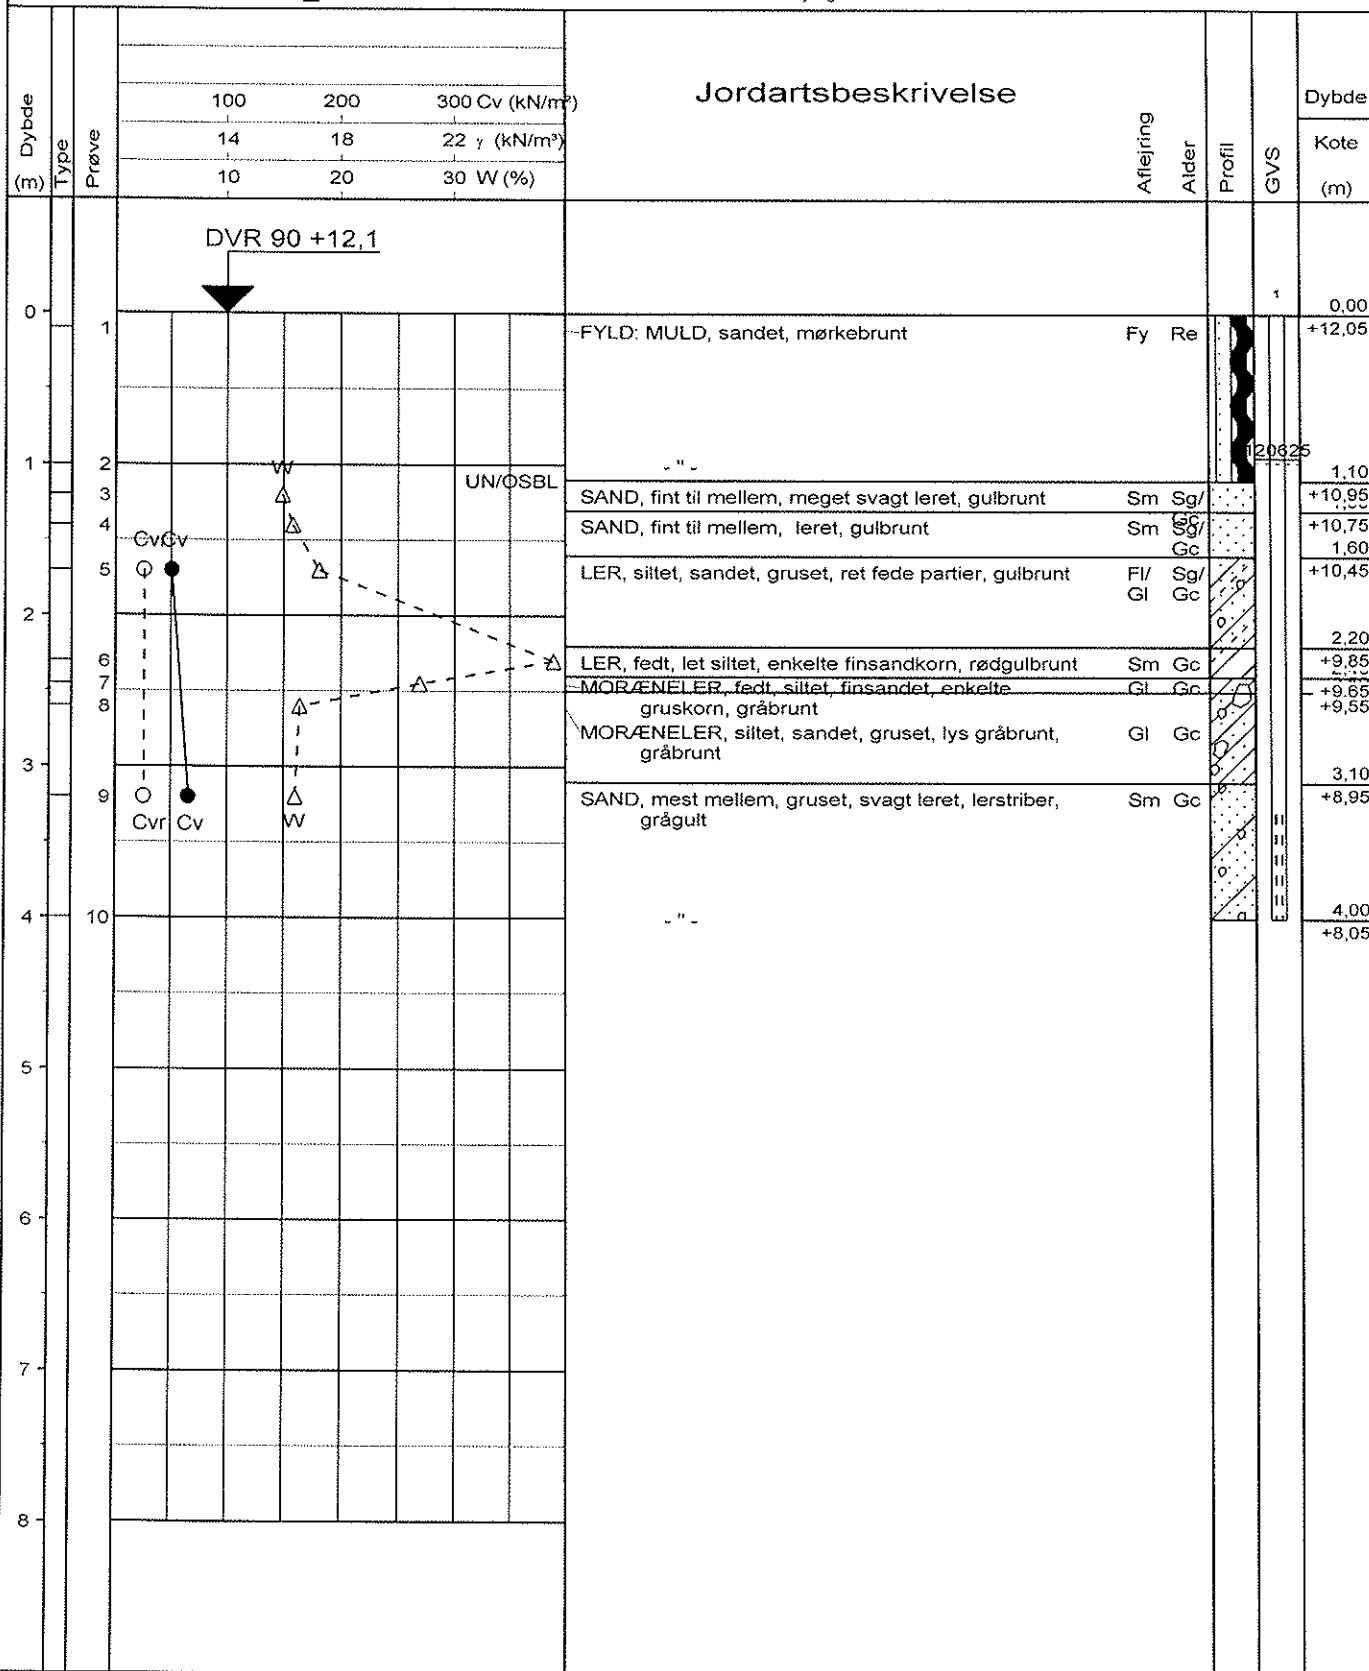 Dybde
(m)
Type
Prøve
100 200 300 Cv (kN/m²)
14 18 22 γ (kN/m³)
10 20 30 W (%)
Jordartsbeskrivelse
Aflejring
Alder
Profil
GVS
Dybde
Kote
(m)
DVR 90 +12,1
0 1 FYLD: MULD, sandet, mørkebrunt Fy Re 0,00
+12,05
1 2 - " - 120625 1,10
W
UN/OSBL
3 SAND, fint til mellem, meget svagt leret, gulbrunt Sm Sg/ Gc +10,95
4 SAND, fint til mellem, leret, gulbrunt Sm Sg/ Gc +10,75
1,60
Cvr Cv
5 LER, siltet, sandet, gruset, ret fede partier, gulbrunt Fl/ Gl Sg/ Gc +10,45
2 2,20
6 LER, fedt, let siltet, enkelte finsandkorn, rødgulbrunt Sm Gc +9,85
7 MORÆNELER, fedt, siltet, finsandet, enkelte Gl Gc +9,65
8 gruskorn, gråbrunt +9,55
MORÆNELER, siltet, sandet, gruset, lys gråbrunt, Gl Gc
gråbrunt
3 3,10
9 SAND, mest mellem, gruset, svagt leret, lerstriber, Sm Gc +8,95
Cvr Cv W grågult
4 10 - " - 4,00
+8,05
5
6
7
8